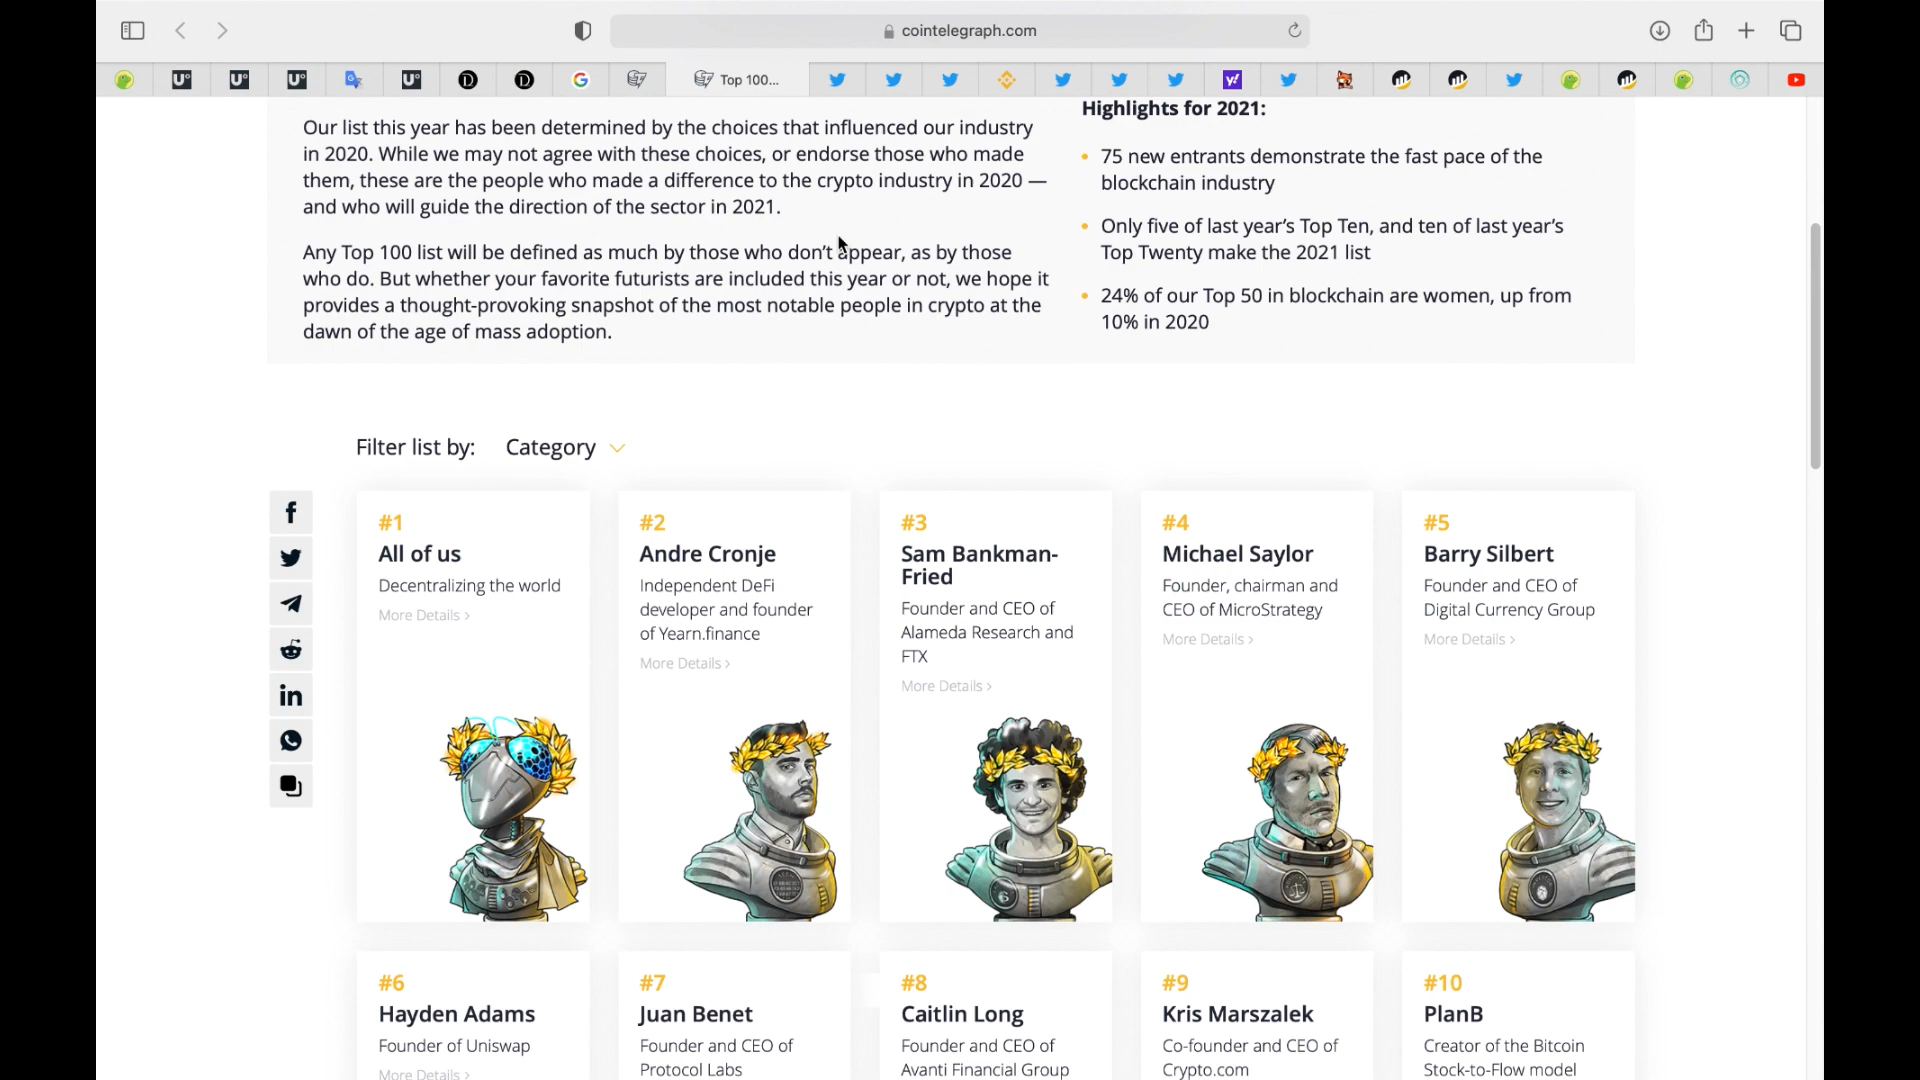 cointelegraph.com
Top 100...
Our list this year has been determined by the choices that influenced our industry
in 2020. While we may not agree with these choices, or endorse those who made
them, these are the people who made a difference to the crypto industry in 2020 —
and who will guide the direction of the sector in 2021.
Any Top 100 list will be defined as much by those who don’t appear, as by those
who do. But whether your favorite futurists are included this year or not, we hope it
provides a thought-provoking snapshot of the most notable people in crypto at the
dawn of the age of mass adoption.
Highlights for 2021:
• 75 new entrants demonstrate the fast pace of the
blockchain industry
• Only five of last year’s Top Ten, and ten of last year’s
Top Twenty make the 2021 list
• 24% of our Top 50 in blockchain are women, up from
10% in 2020
Filter list by: Category
#1
All of us
Decentralizing the world
More Details >
#2
Andre Cronje
Independent DeFi
developer and founder
of Yearn.finance
More Details >
#3
Sam Bankman-
Fried
Founder and CEO of
Alameda Research and
FTX
More Details >
#4
Michael Saylor
Founder, chairman and
CEO of MicroStrategy
More Details >
#5
Barry Silbert
Founder and CEO of
Digital Currency Group
More Details >
#6
Hayden Adams
Founder of Uniswap
More Details >
#7
Juan Benet
Founder and CEO of
Protocol Labs
#8
Caitlin Long
Founder and CEO of
Avanti Financial Group
#9
Kris Marszalek
Co-founder and CEO of
Crypto.com
#10
PlanB
Creator of the Bitcoin
Stock-to-Flow model